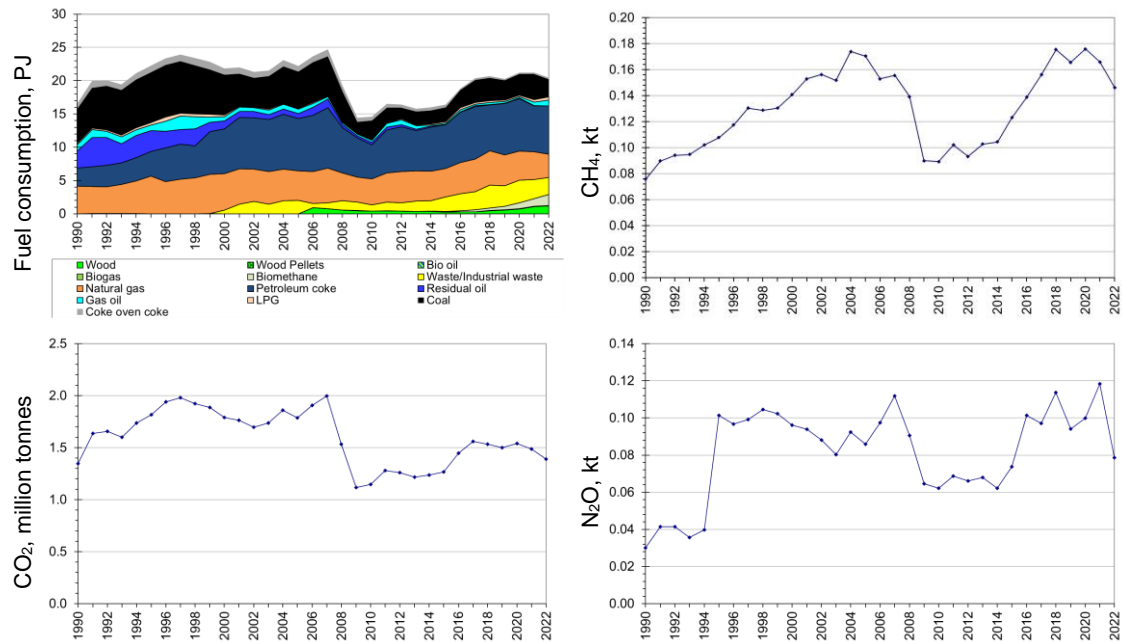 Fuel consumption, PJ
30
25
20
15
10
5
0
1990 1992 1994 1996 1998 2000 2002 2004 2006 2008 2010 2012 2014 2016 2018 2020 2022
Wood Wood Pellets Bio oil
Biogas Biomethane Waste/Industrial waste
Natural gas Petroleum coke Residual oil
Gas oil LPG Coal
Coke oven coke
CH₄, kt
0.20
0.18
0.16
0.14
0.12
0.10
0.08
0.06
0.04
0.02
0.00
1990 1992 1994 1996 1998 2000 2002 2004 2006 2008 2010 2012 2014 2016 2018 2020 2022
CO₂, million tonnes
2.5
2.0
1.5
1.0
0.5
0.0
1990 1992 1994 1996 1998 2000 2002 2004 2006 2008 2010 2012 2014 2016 2018 2020 2022
N₂O, kt
0.14
0.12
0.10
0.08
0.06
0.04
0.02
0.00
1990 1992 1994 1996 1998 2000 2002 2004 2006 2008 2010 2012 2014 2016 2018 2020 2022